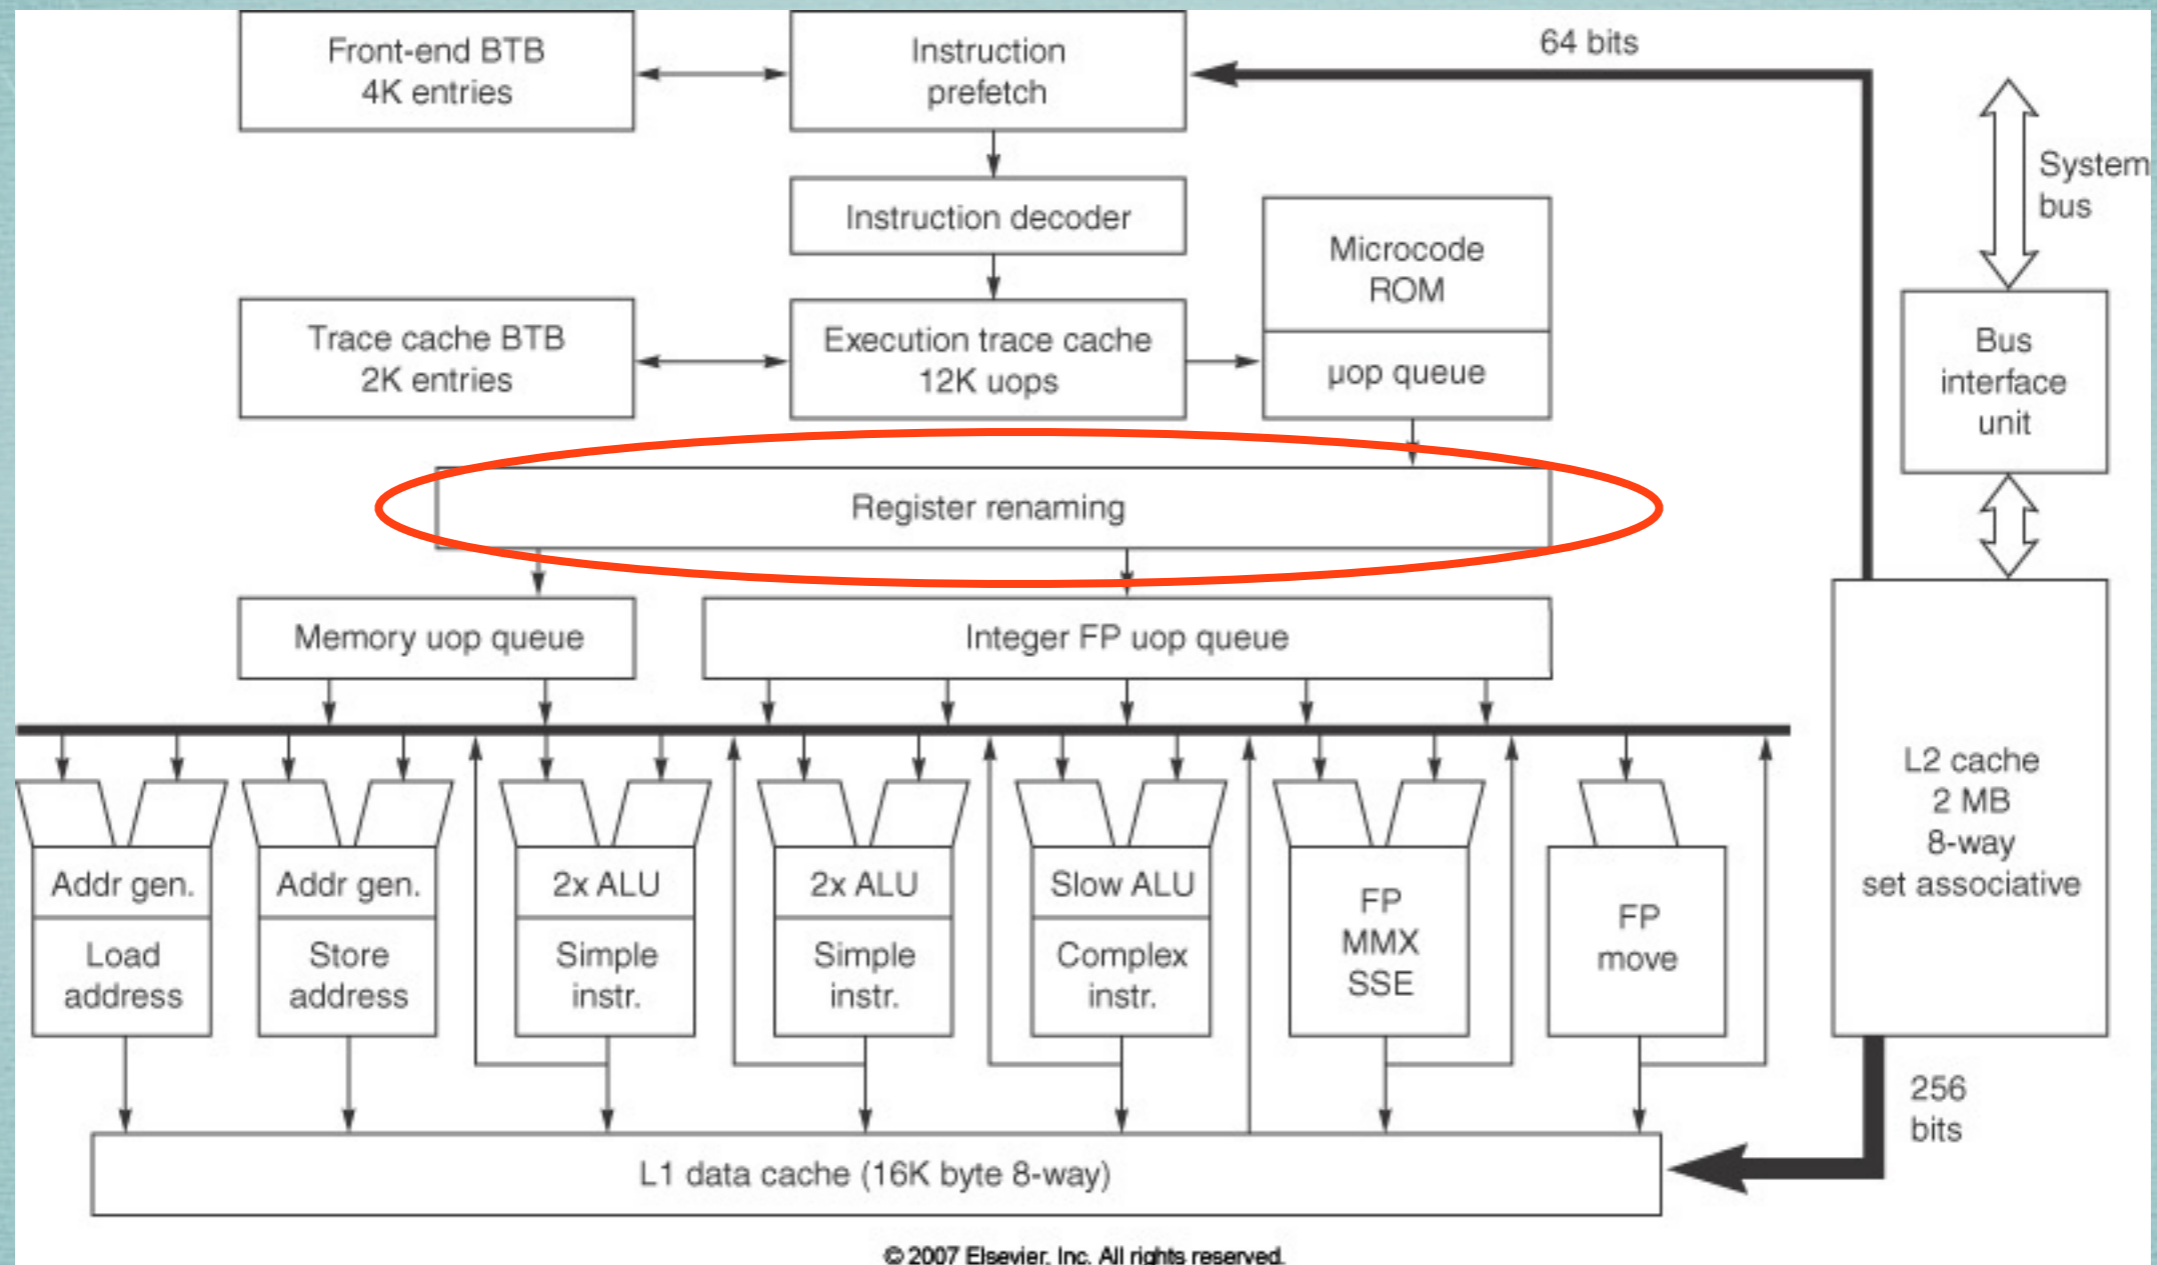 Front-end BTB
4K entries
Instruction
prefetch
64 bits
System
bus
Instruction decoder
Microcode
ROM
µop queue
Trace cache BTB
2K entries
Execution trace cache
12K uops
Bus
interface
unit
Register renaming
Memory uop queue
Integer FP uop queue
Addr gen.
Load
address
Addr gen.
Store
address
2x ALU
Simple
instr.
2x ALU
Simple
instr.
Slow ALU
Complex
instr.
FP
MMX
SSE
FP
move
L2 cache
2 MB
8-way
set associative
256
bits
L1 data cache (16K byte 8-way)
© 2007 Elsevier, Inc. All rights reserved.